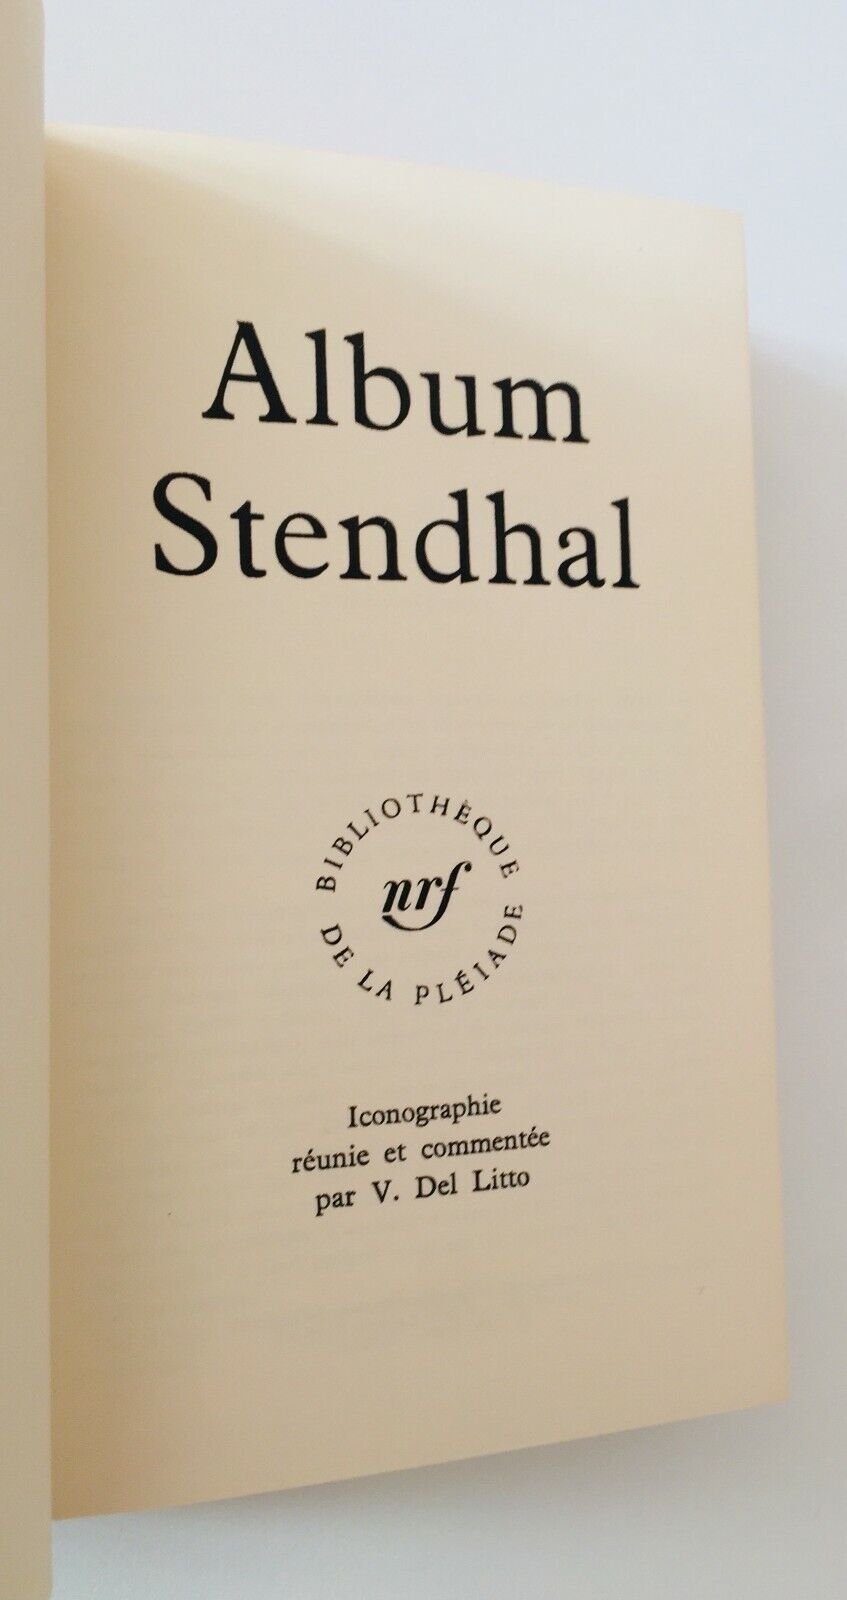 Album
Stendhal
BIBLIOTHÈQUE
DE LA PLÉIADE
nrf
Iconographie
réunie et commentée
par V. Del Litto